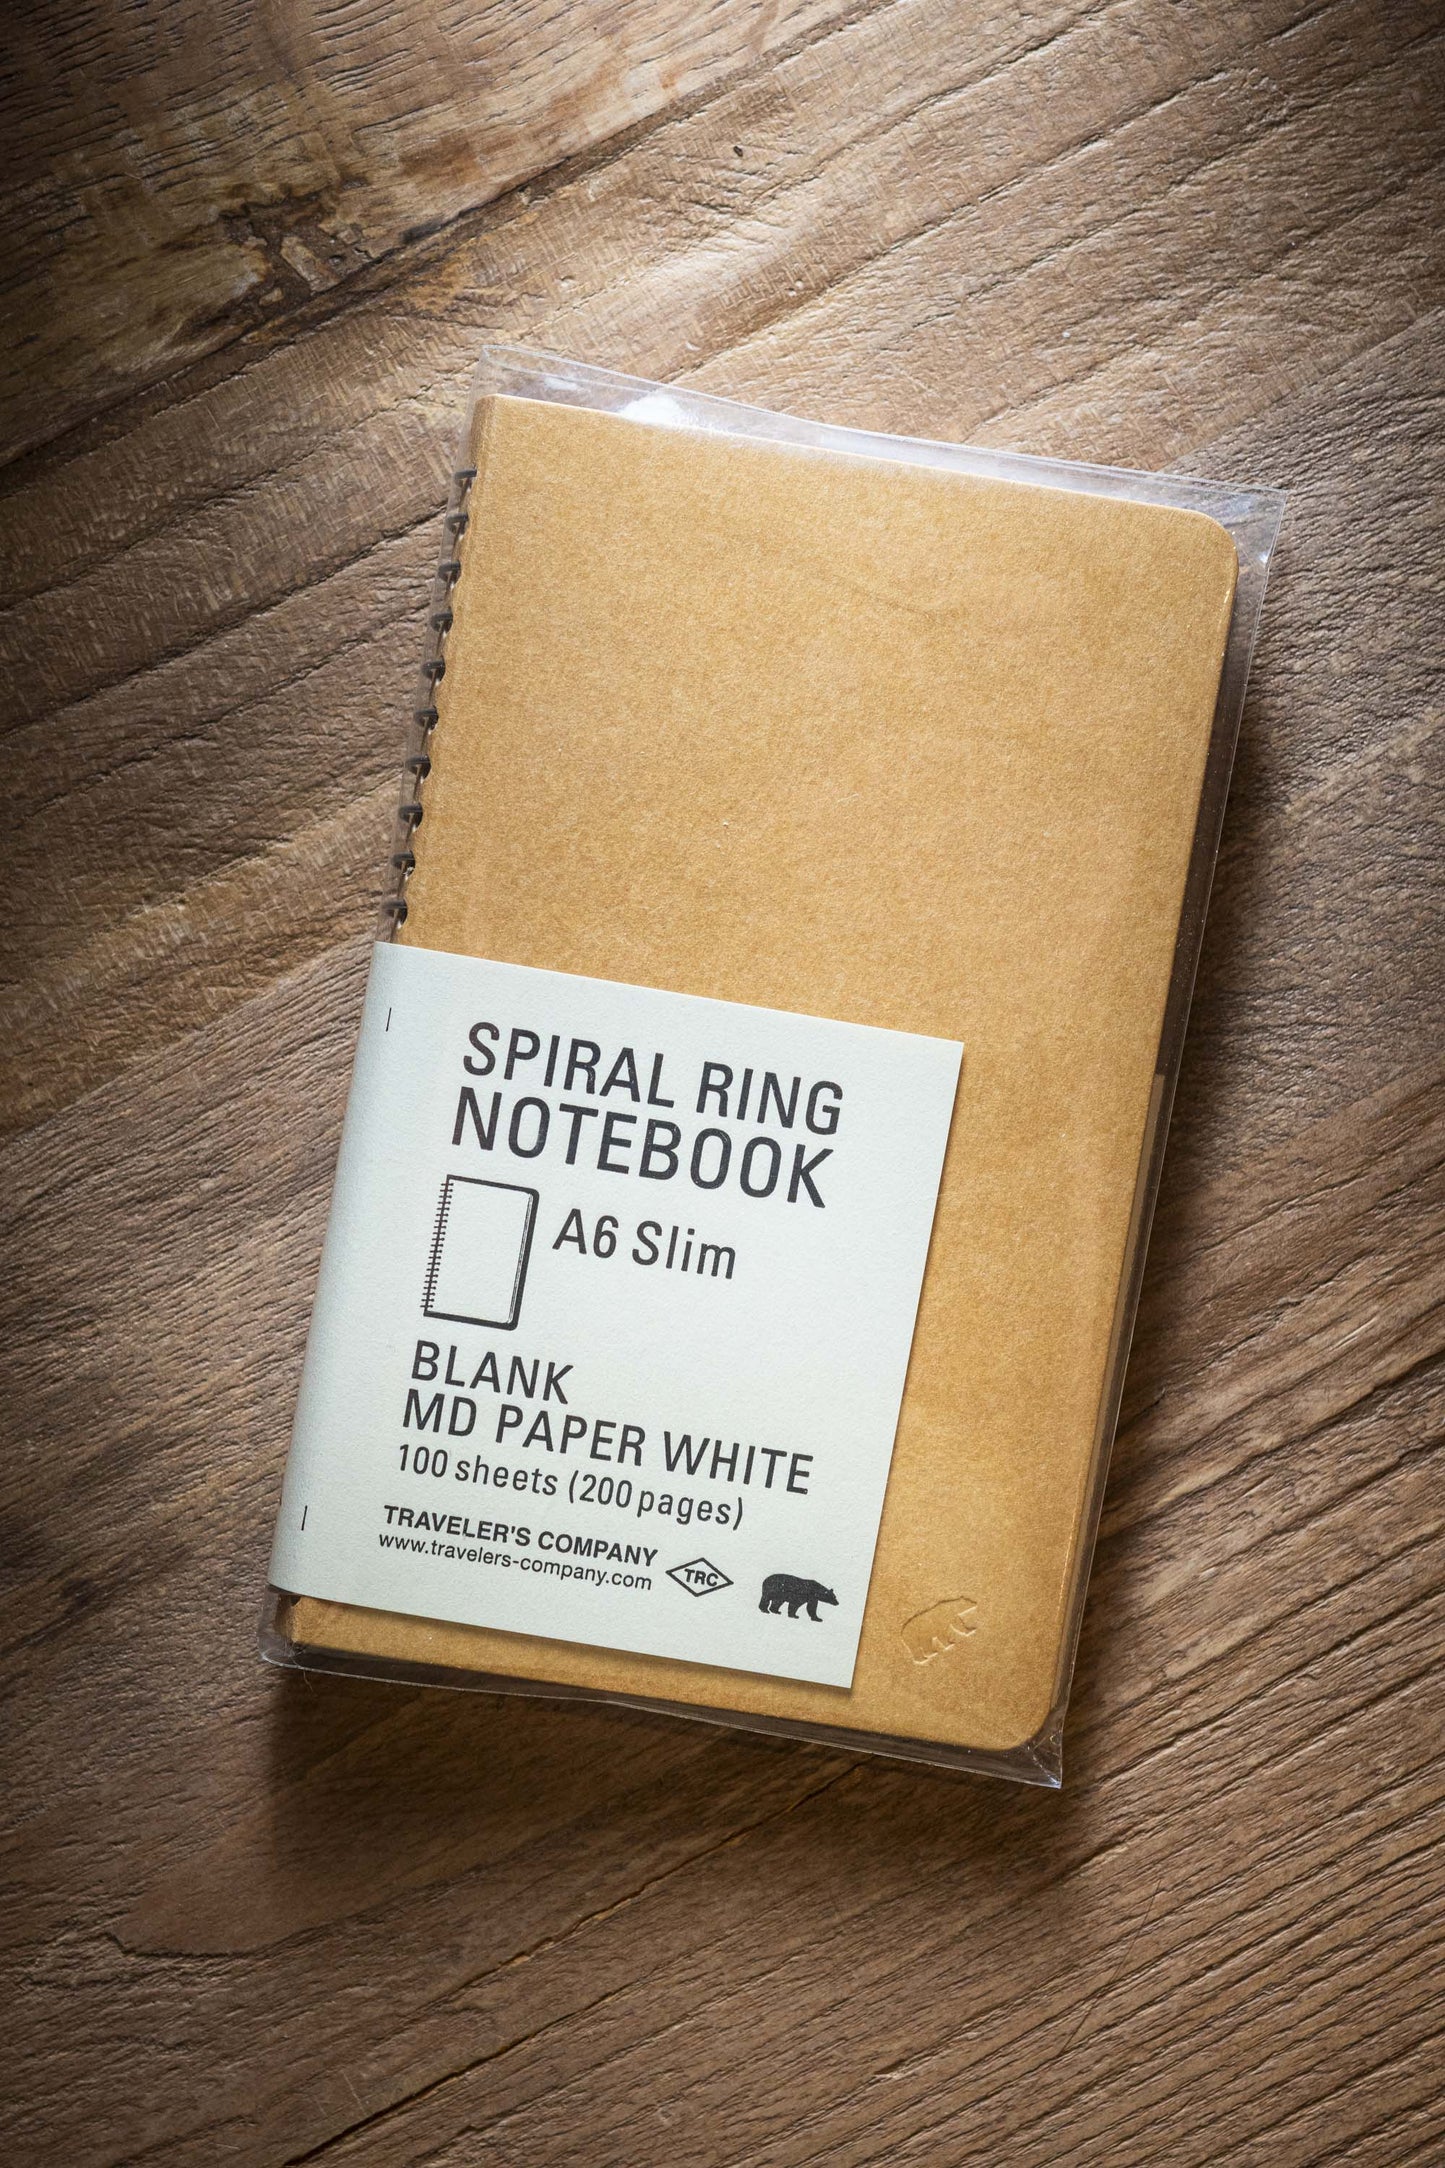 SPIRAL RING
NOTEBOOK
A6 Slim
BLANK
MD PAPER WHITE
100 sheets (200 pages)
TRAVELER'S COMPANY
www.travelers-company.com
TRC